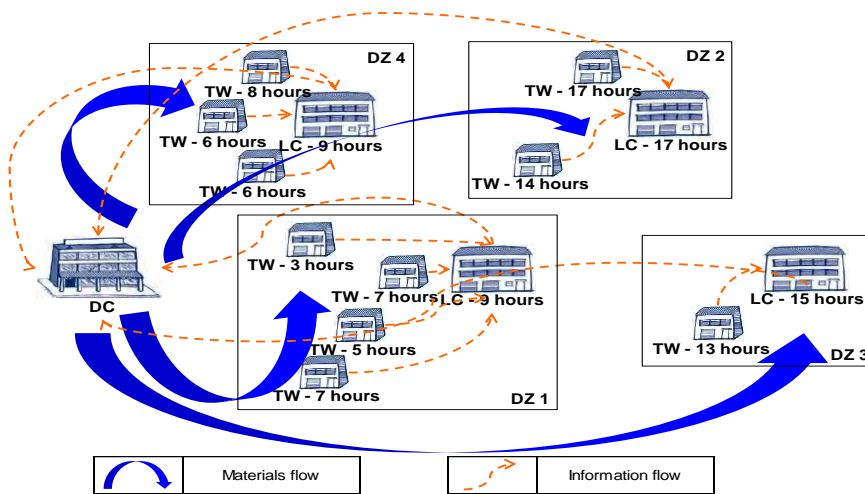 DZ 4
TW - 8 hours
TW - 6 hours
LC - 9 hours
TW - 6 hours
DZ 2
TW - 17 hours
LC - 17 hours
TW - 14 hours
DC
TW - 3 hours
TW - 7 hours
LC - 9 hours
TW - 5 hours
TW - 7 hours
DZ 1
LC - 15 hours
TW - 13 hours
DZ 3
Materials flow
Information flow